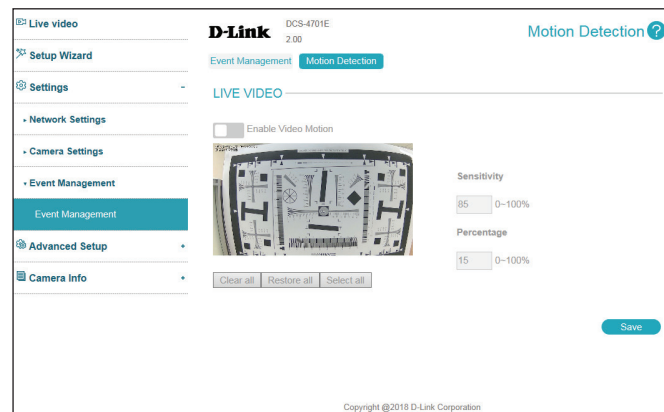 Live video
Setup Wizard
Settings -
Network Settings
Camera Settings
Event Management
Event Management
Advanced Setup +
Camera Info +
D-Link DCS-4701E
2.00
Motion Detection ?
Event Management Motion Detection
LIVE VIDEO
Enable Video Motion
Sensitivity
85 0~100%
Percentage
15 0~100%
Clear all Restore all Select all
Save
Copyright @2018 D-Link Corporation